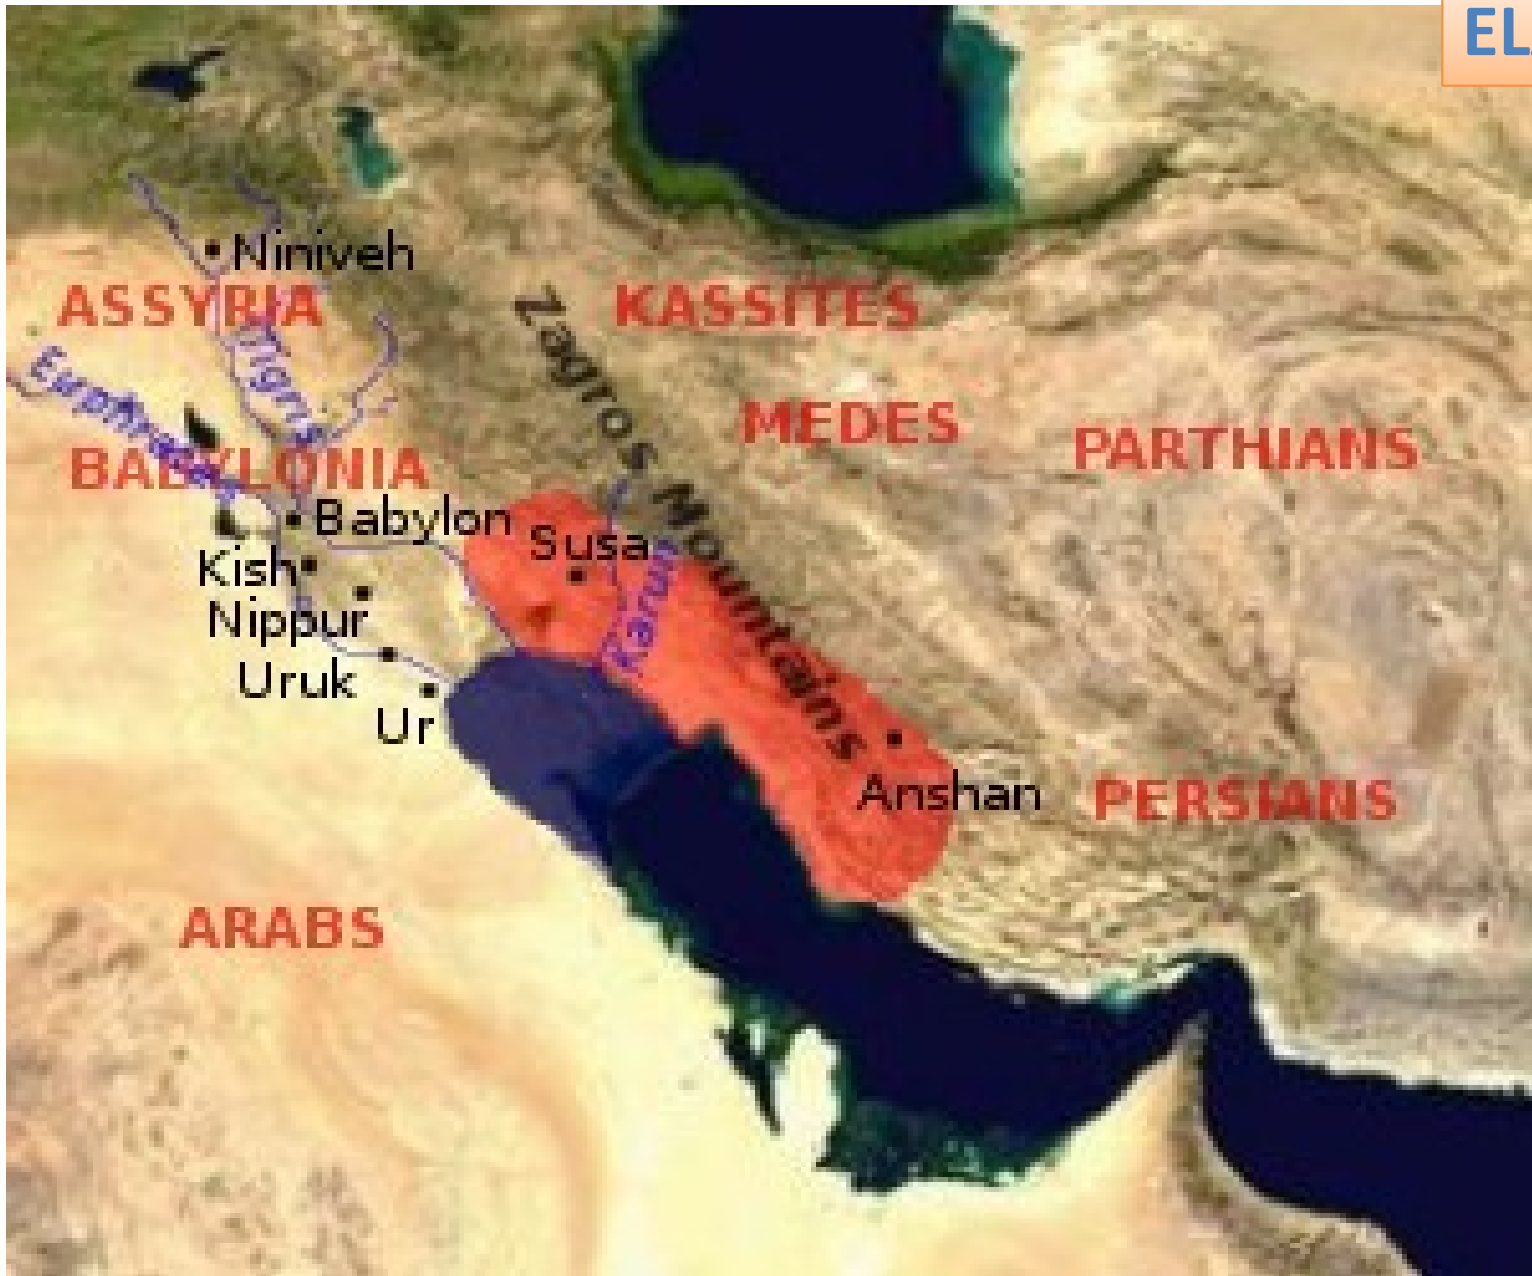 EL
Niniveh
ASSYRIA
KASSITES
Zagros Mountains
Tigris
Euphrates
MEDES
PARTHIANS
BABYLONIA
Babylon
Susa
Kish
Karun
Nippur
Uruk
Ur
Anshan
PERSIANS
ARABS